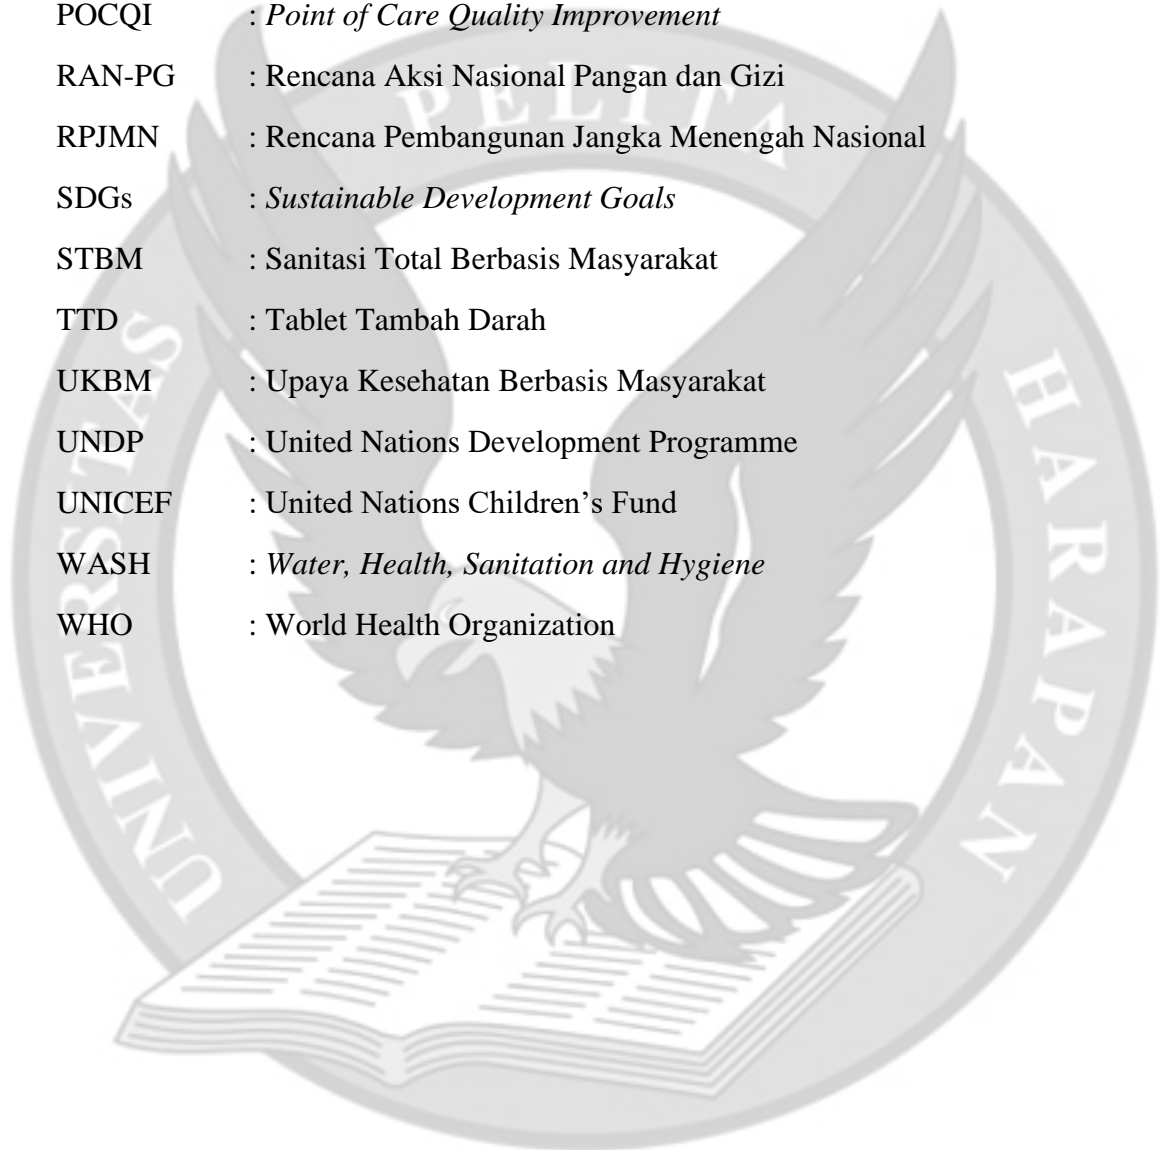 POCQI : Point of Care Quality Improvement
RAN-PG : Rencana Aksi Nasional Pangan dan Gizi
RPJMN : Rencana Pembangunan Jangka Menengah Nasional
SDGs : Sustainable Development Goals
STBM : Sanitasi Total Berbasis Masyarakat
TTD : Tablet Tambah Darah
UKBM : Upaya Kesehatan Berbasis Masyarakat
UNDP : United Nations Development Programme
UNICEF : United Nations Children’s Fund
WASH : Water, Health, Sanitation and Hygiene
WHO : World Health Organization
UNIVERSITAS PELITA HARAPAN